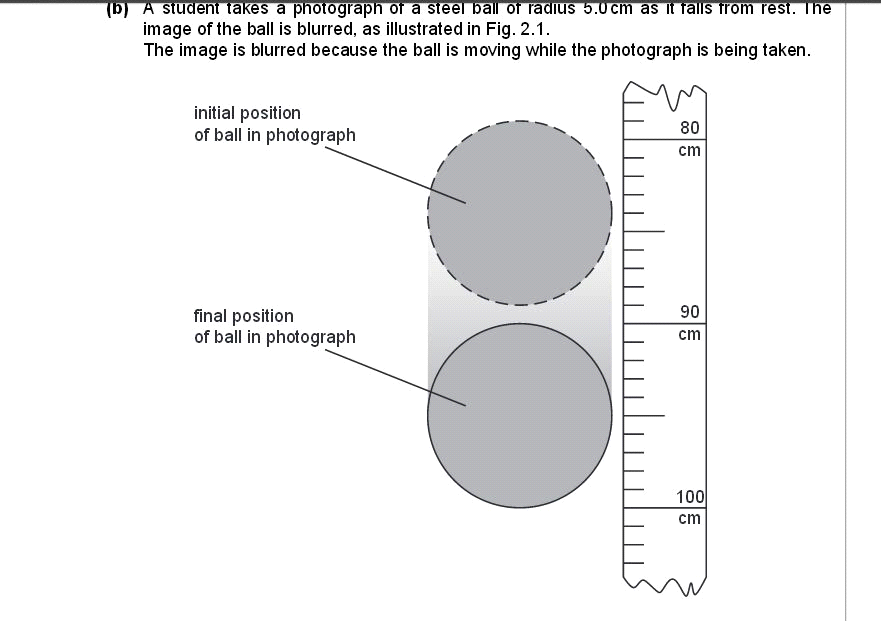 (b) A student takes a photograph of a steel ball of radius 5.0 cm as it falls from rest. The
image of the ball is blurred, as illustrated in Fig. 2.1.
The image is blurred because the ball is moving while the photograph is being taken.
initial position
of ball in photograph
80
cm
final position
of ball in photograph
90
cm
100
cm